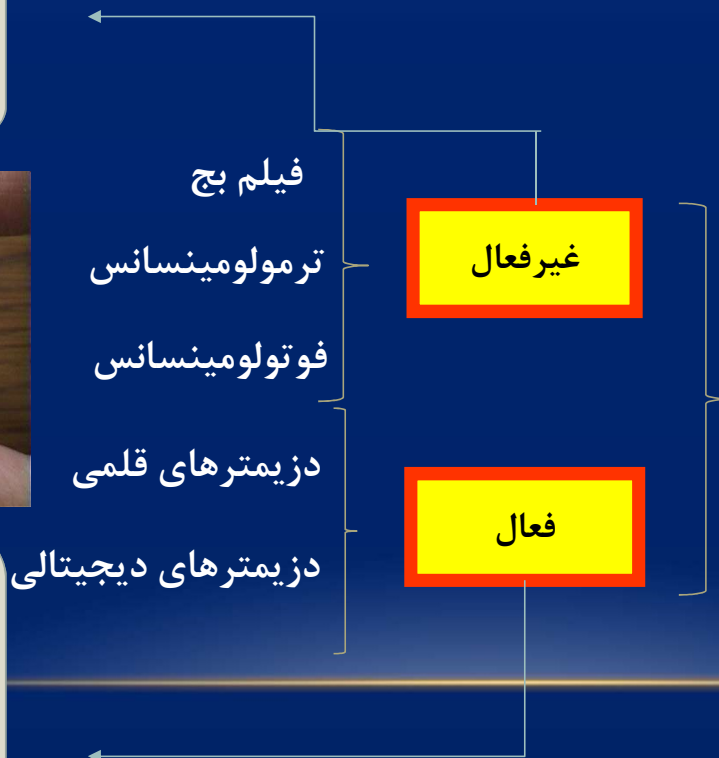 غیرفعال
فیلم بج
ترمولومینسانس
فوتولومینسانس
فعال
دزیمترهای قلمی
دزیمترهای دیجیتالی